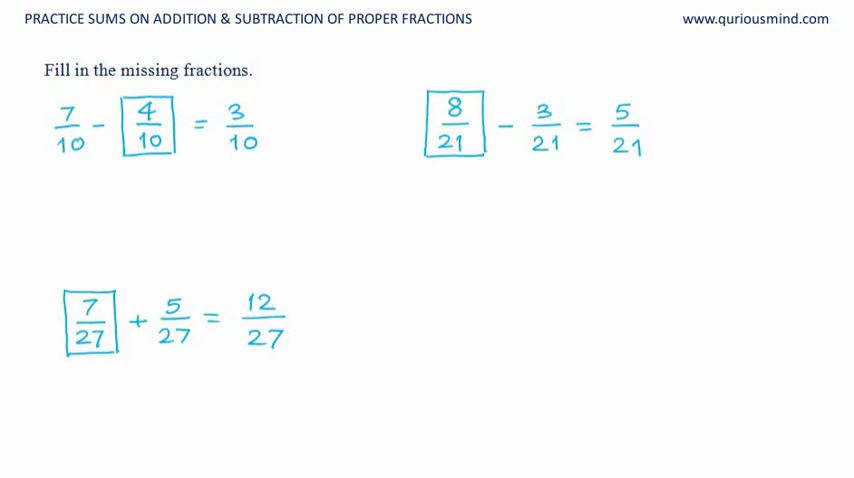 PRACTICE SUMS ON ADDITION & SUBTRACTION OF PROPER FRACTIONS
www.quriousmind.com
Fill in the missing fractions.
7/10 - 4/10 = 3/10
8/21 - 3/21 = 5/21
7/27 + 5/27 = 12/27